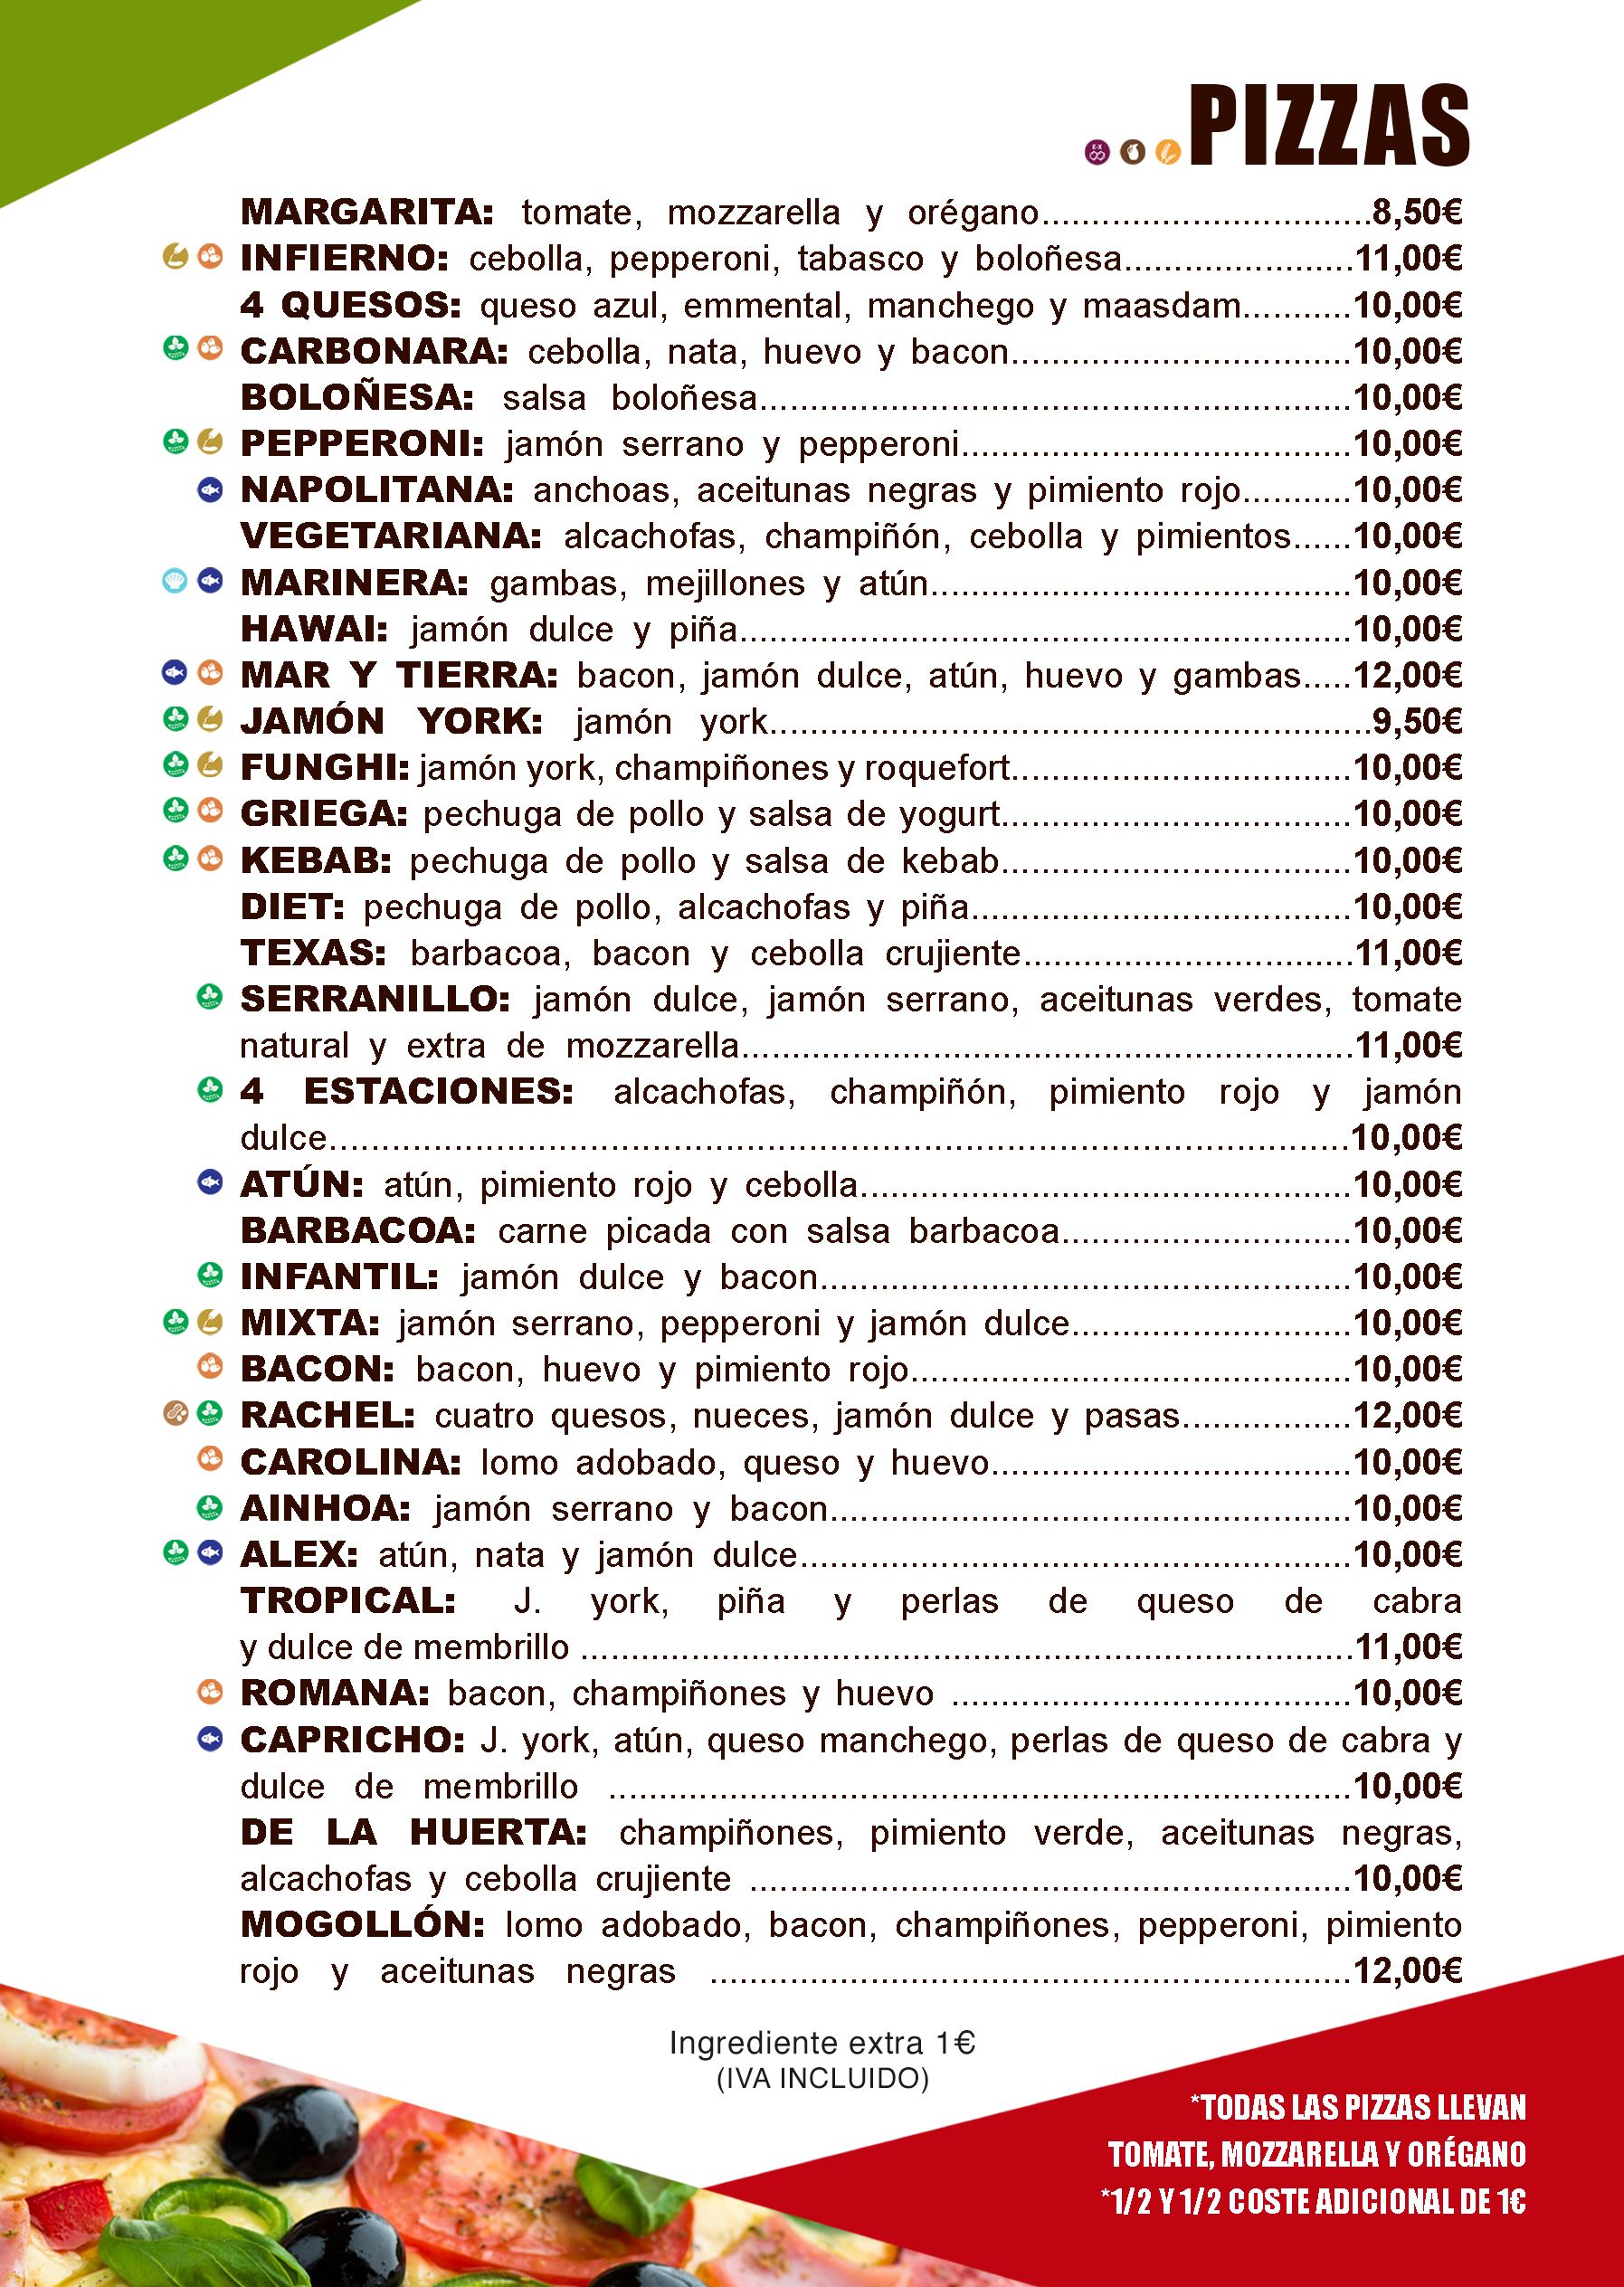 PIZZAS
MARGARITA: tomate, mozzarella y orégano.................................8,50€
INFIERNO: cebolla, pepperoni, tabasco y boloñesa.......................11,00€
4 QUESOS: queso azul, emmental, manchego y maasdam...........10,00€
CARBONARA: cebolla, nata, huevo y bacon..................................10,00€
BOLOÑESA: salsa boloñesa...........................................................10,00€
PEPPERONI: jamón serrano y pepperoni.......................................10,00€
NAPOLITANA: anchoas, aceitunas negras y pimiento rojo...........10,00€
VEGETARIANA: alcachofas, champiñón, cebolla y pimientos......10,00€
MARINERA: gambas, mejillones y atún..........................................10,00€
HAWAI: jamón dulce y piña.............................................................10,00€
MAR Y TIERRA: bacon, jamón dulce, atún, huevo y gambas.....12,00€
JAMÓN YORK: jamón york............................................................9,50€
FUNGHI: jamón york, champiñones y roquefort..................................10,00€
GRIEGA: pechuga de pollo y salsa de yogurt...................................10,00€
KEBAB: pechuga de pollo y salsa de kebab...................................10,00€
DIET: pechuga de pollo, alcachofas y piña......................................10,00€
TEXAS: barbacoa, bacon y cebolla crujiente.................................11,00€
SERRANILLO: jamón dulce, jamón serrano, aceitunas verdes, tomate
natural y extra de mozzarella.............................................................11,00€
4 ESTACIONES: alcachofas, champiñón, pimiento rojo y jamón
dulce...................................................................................................10,00€
ATÚN: atún, pimiento rojo y cebolla.................................................10,00€
BARBACOA: carne picada con salsa barbacoa.............................10,00€
INFANTIL: jamón dulce y bacon.....................................................10,00€
MIXTA: jamón serrano, pepperoni y jamón dulce............................10,00€
BACON: bacon, huevo y pimiento rojo............................................10,00€
RACHEL: cuatro quesos, nueces, jamón dulce y pasas.................12,00€
CAROLINA: lomo adobado, queso y huevo....................................10,00€
AINHOA: jamón serrano y bacon....................................................10,00€
ALEX: atún, nata y jamón dulce.......................................................10,00€
TROPICAL: J. york, piña y perlas de queso de cabra
y dulce de membrillo .............................................................................11,00€
ROMANA: bacon, champiñones y huevo ........................................10,00€
CAPRICHO: J. york, atún, queso manchego, perlas de queso de cabra y
dulce de membrillo ..........................................................................10,00€
DE LA HUERTA: champiñones, pimiento verde, aceitunas negras,
alcachofas y cebolla crujiente ............................................................10,00€
MOGOLLÓN: lomo adobado, bacon, champiñones, pepperoni, pimiento
rojo y aceitunas negras ................................................................12,00€
Ingrediente extra 1€
(IVA INCLUIDO)
*TODAS LAS PIZZAS LLEVAN
TOMATE, MOZZARELLA Y ORÉGANO
*1/2 Y 1/2 COSTE ADICIONAL DE 1€